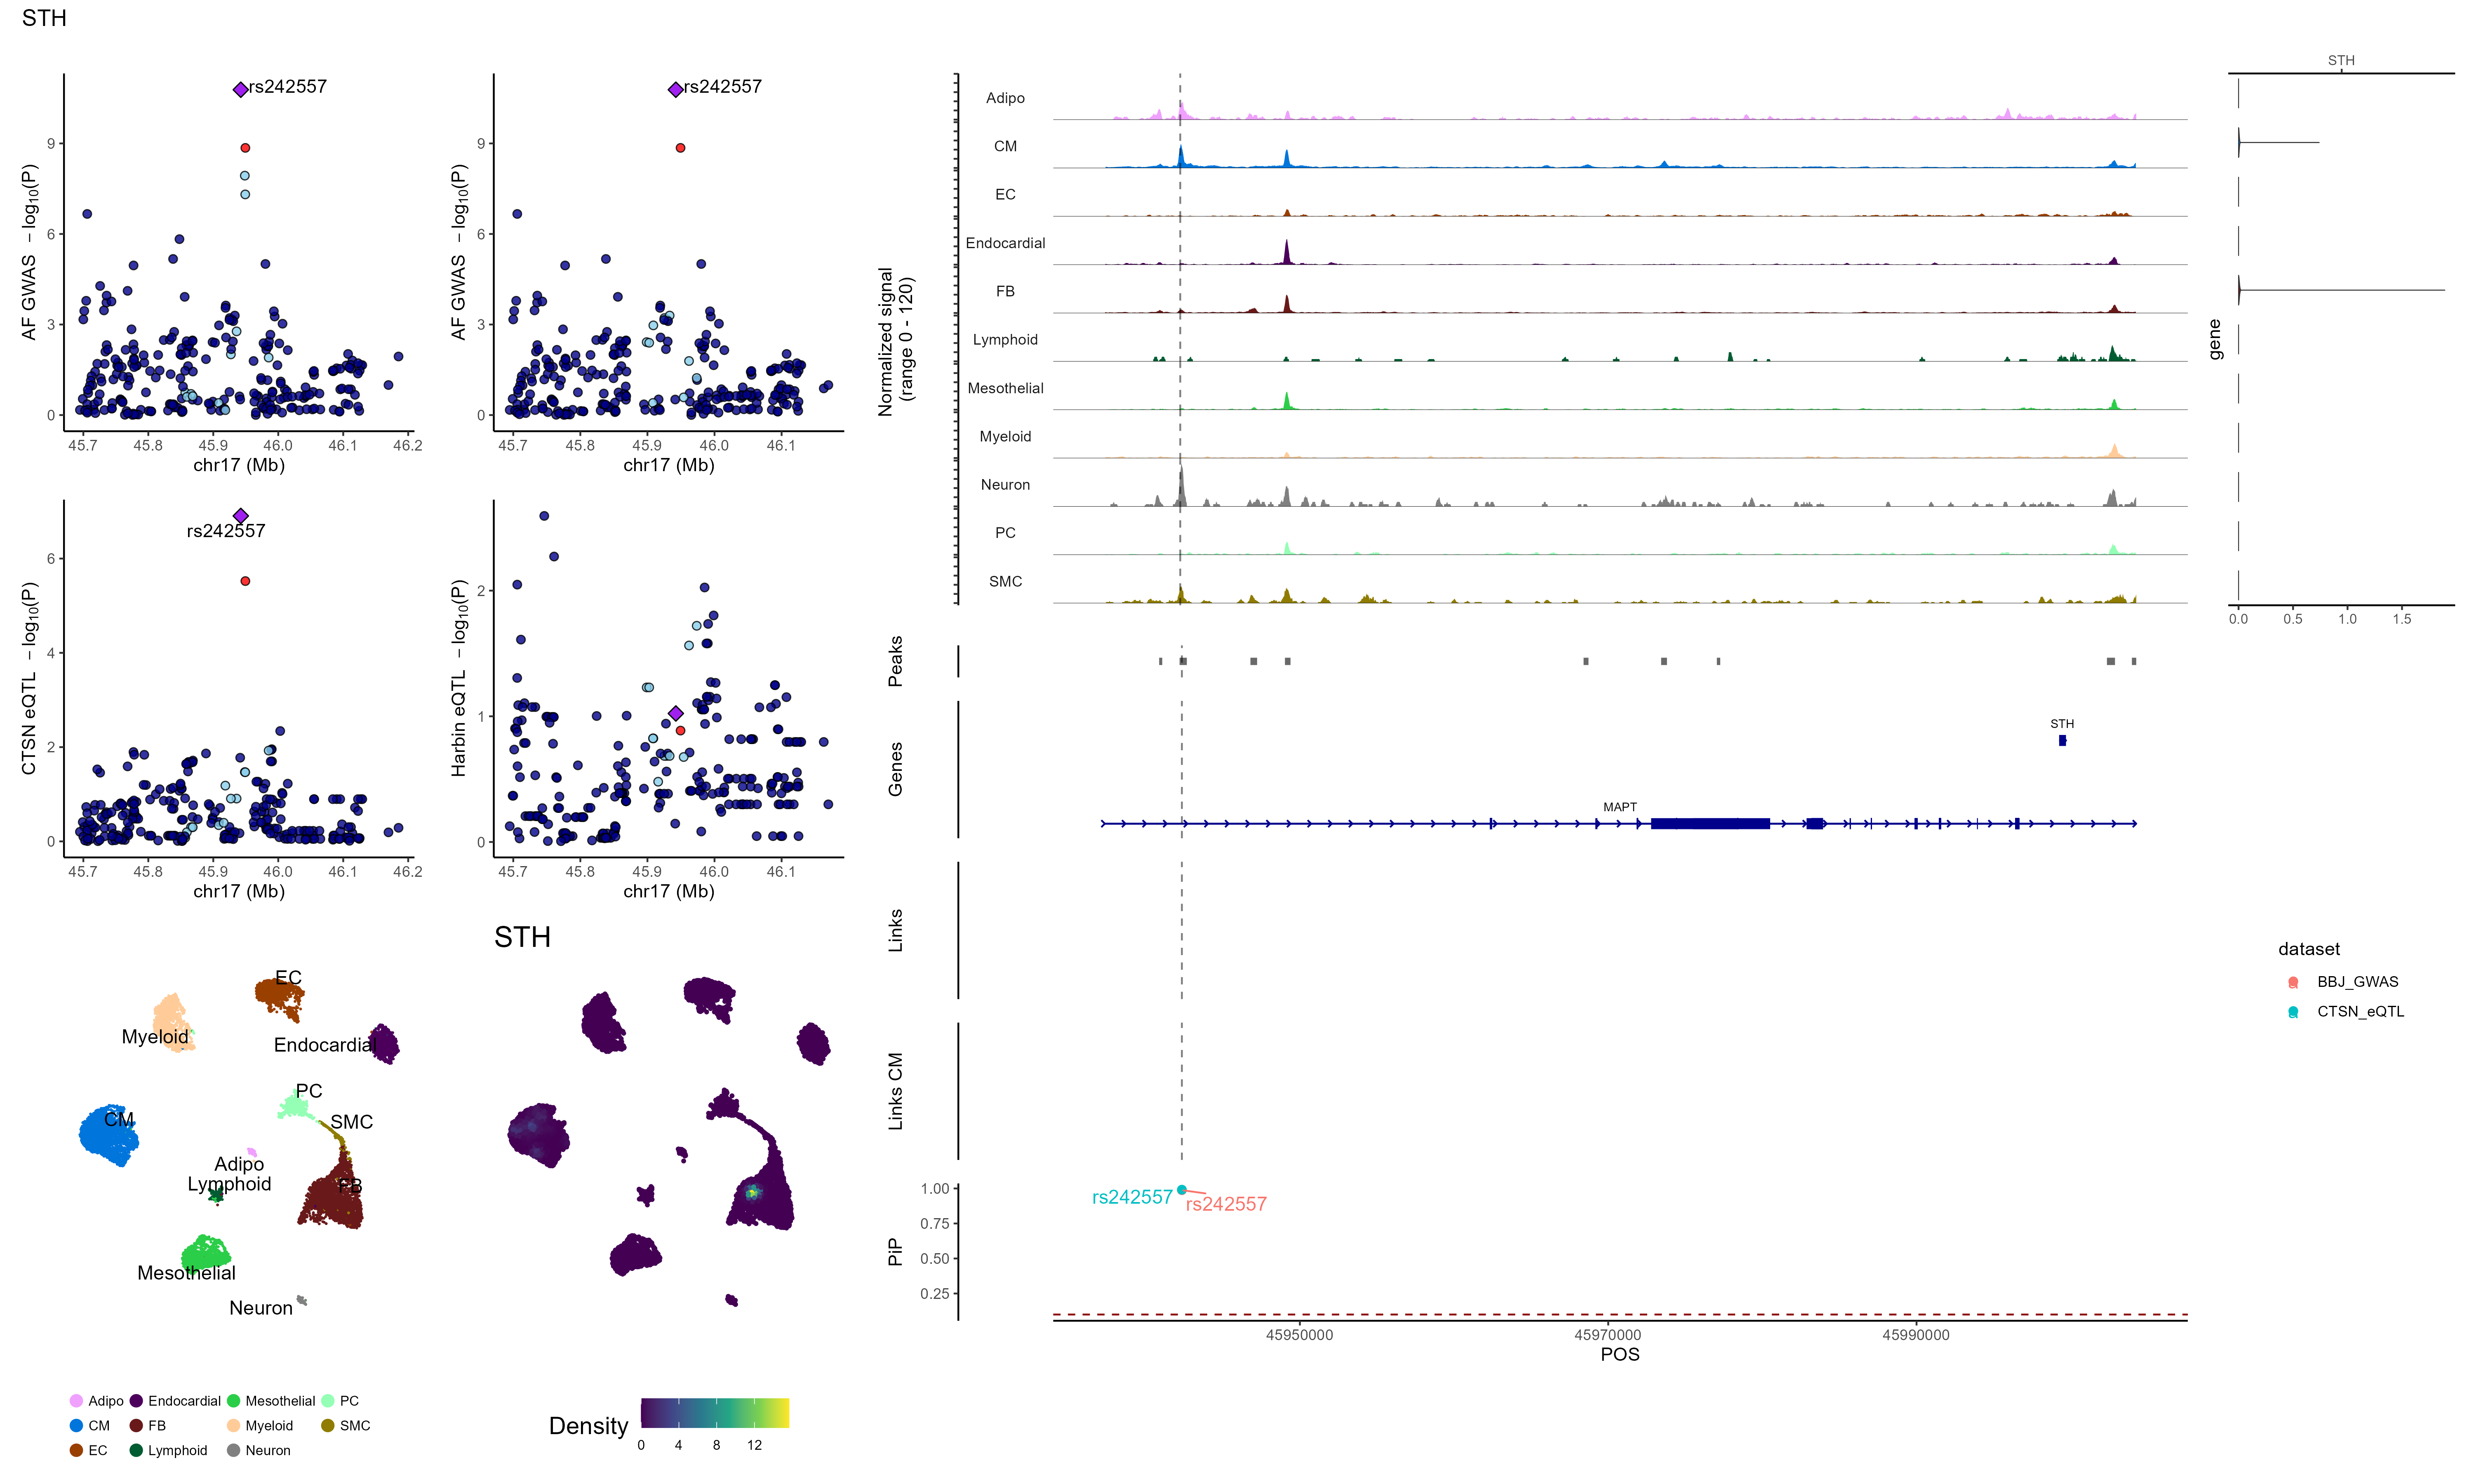 STH
rs242557
AF GWAS −log10(P)
9
6
3
0
45.7 45.8 45.9 46.0 46.1 46.2
chr17 (Mb)
rs242557
AF GWAS −log10(P)
9
6
3
0
45.7 45.8 45.9 46.0 46.1
chr17 (Mb)
rs242557
CTSN eQTL −log10(P)
6
4
2
0
45.7 45.8 45.9 46.0 46.1 46.2
chr17 (Mb)
Harbin eQTL −log10(P)
2
1
0
45.7 45.8 45.9 46.0 46.1
chr17 (Mb)
EC
Myeloid
Endocardial
PC
CM
SMC
Adipo
Lymphoid
FB
Mesothelial
Neuron
Adipo Endocardial Mesothelial PC
CM FB Myeloid SMC
EC Lymphoid Neuron
STH
Density
0 4 8 12
Normalized signal
(range 0 - 120)
Adipo
CM
EC
Endocardial
FB
Lymphoid
Mesothelial
Myeloid
Neuron
PC
SMC
STH
gene
0.0 0.5 1.0 1.5
Peaks
Genes
STH
MAPT
Links
Links CM
PiP
1.00
0.75
0.50
0.25
rs242557
rs242557
45950000 45970000 45990000
POS
dataset
BBJ_GWAS
CTSN_eQTL